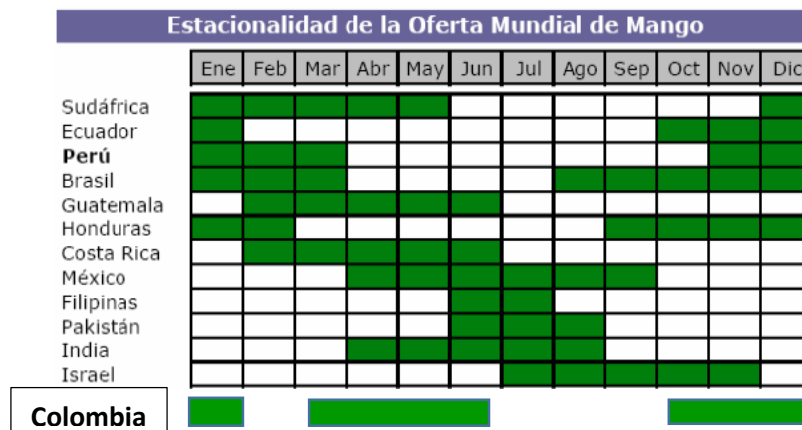 Estacionalidad de la Oferta Mundial de Mango
Ene Feb Mar Abr May Jun Jul Ago Sep Oct Nov Dic
Sudáfrica
Ecuador
Perú
Brasil
Guatemala
Honduras
Costa Rica
México
Filipinas
Pakistán
India
Israel
Colombia